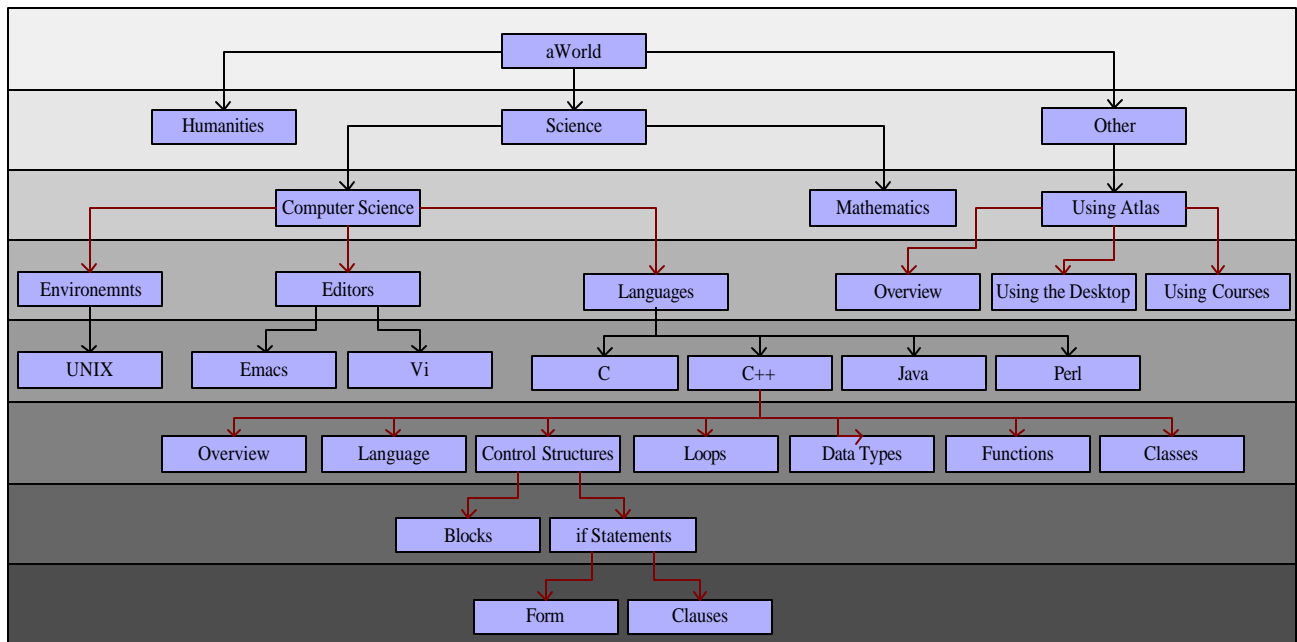 aWorld
Humanities
Science
Other
Computer Science
Mathematics
Using Atlas
Environemnts
Editors
Languages
Overview
Using the Desktop
Using Courses
UNIX
Emacs
Vi
C
C++
Java
Perl
Overview
Language
Control Structures
Loops
Data Types
Functions
Classes
Blocks
if Statements
Form
Clauses